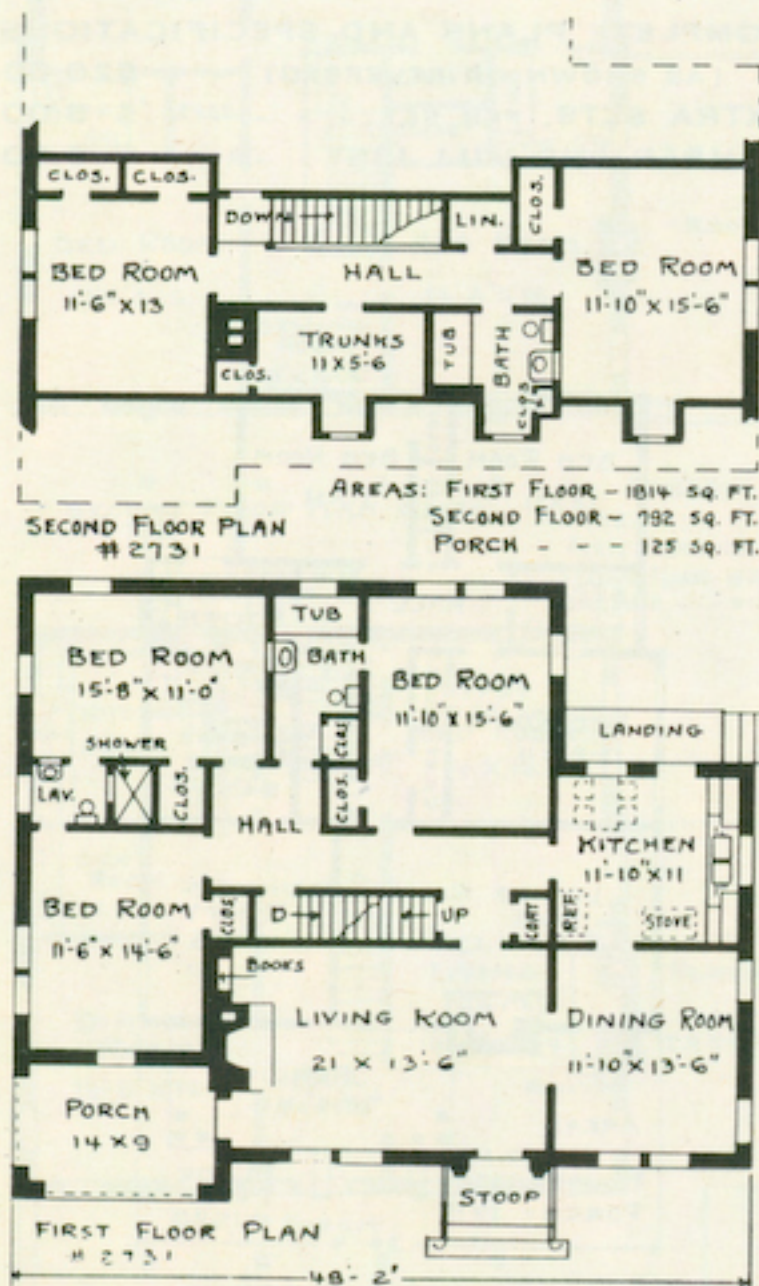 CLOS.
CLOS.
DOWN
LIN.
CLOS.
BED ROOM
11'-6" X 13
HALL
BED ROOM
11'-10" X 15'-6"
TRUNKS
11 X 5'-6
TUB
BATH
CLOS.
CLOS
AREAS: FIRST FLOOR - 1814 SQ. FT.
SECOND FLOOR - 792 SQ. FT.
PORCH - - - 125 SQ. FT.
SECOND FLOOR PLAN
# 2731
TUB
BED ROOM
15'-8" X 11'-0"
BATH
BED ROOM
11'-10" X 15'-6"
LANDING
SHOWER
LAV.
CLOS.
CLOS
CLOS.
HALL
KITCHEN
11'-10" X 11
BED ROOM
11'-6" X 14'-6"
CLOS
D
UP
COAT
REF.
STOVE
BOOKS
LIVING ROOM
21 X 13'-6"
DINING ROOM
11'-10" X 13'-6"
PORCH
14 X 9
STOOP
FIRST FLOOR PLAN
# 2731
48'-2"